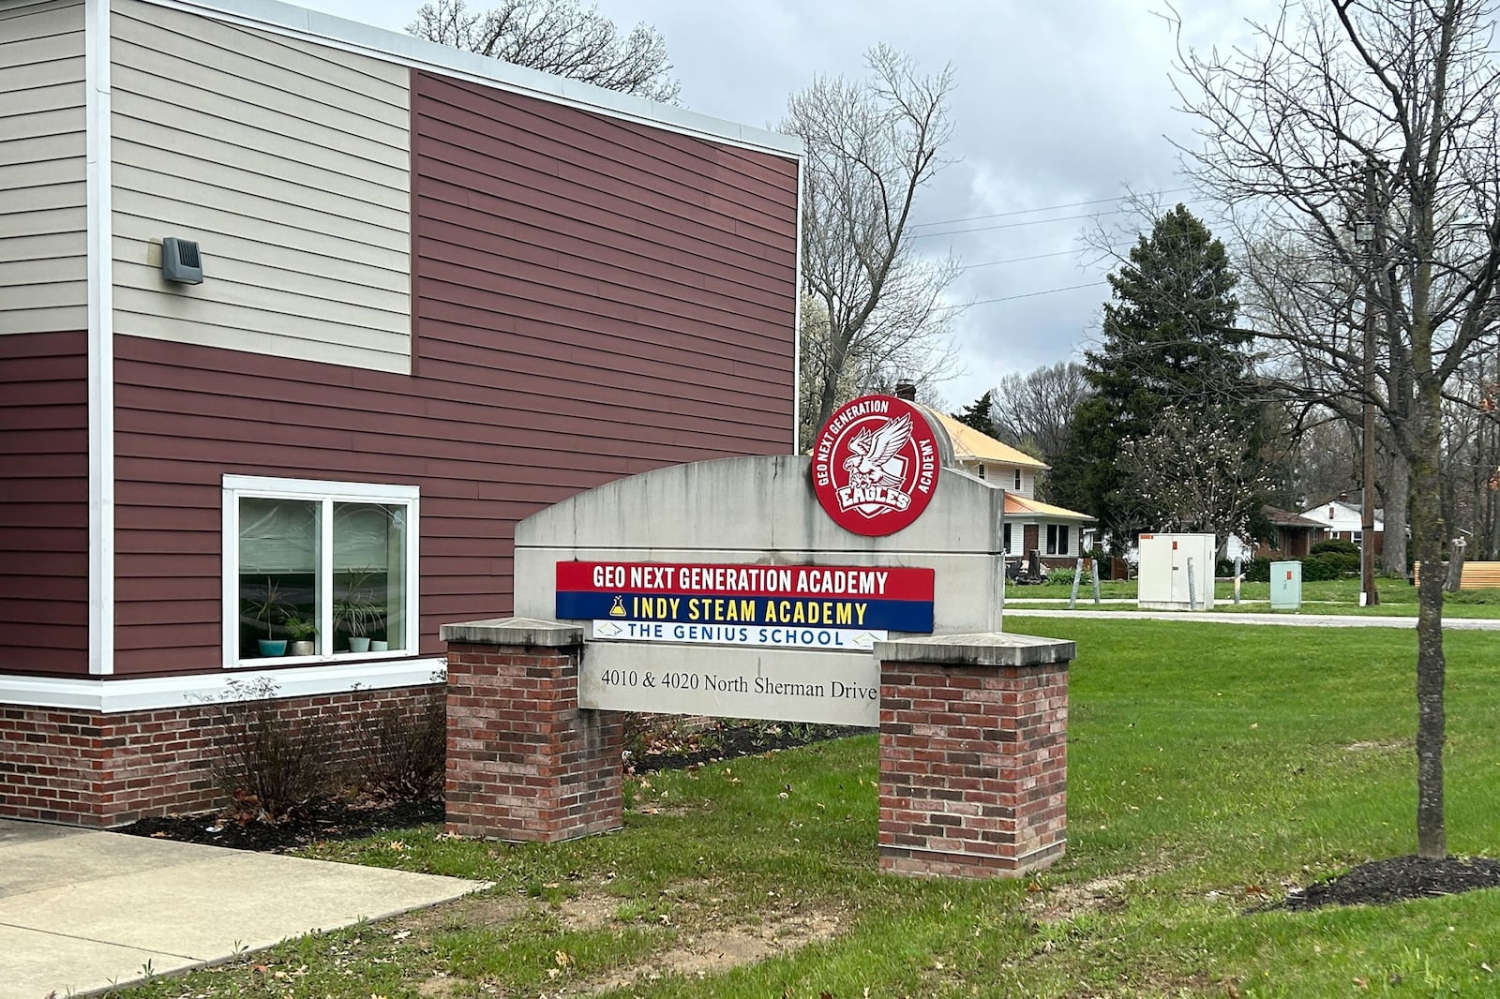 GEO NEXT GENERATION
ACADEMY
EAGLES
GEO NEXT GENERATION ACADEMY
INDY STEAM ACADEMY
THE GENIUS SCHOOL
4010 & 4020 North Sherman Drive